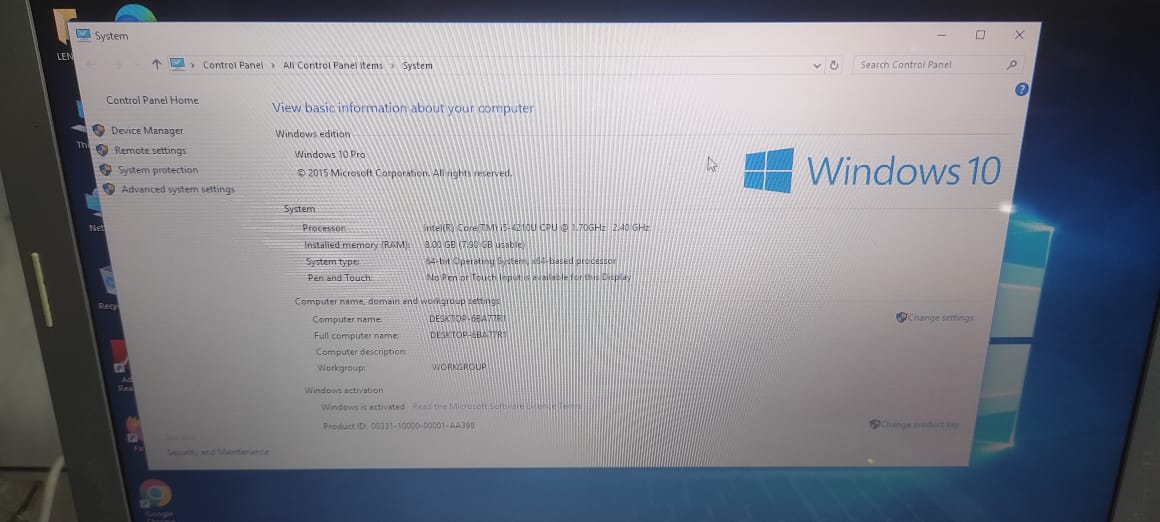 System
Control Panel > All Control Panel Items > System
Search Control Panel
Control Panel Home
Device Manager
Remote settings
System protection
Advanced system settings
Security and Maintenance
View basic information about your computer
Windows edition
Windows 10 Pro
© 2015 Microsoft Corporation. All rights reserved.
Windows 10
System
Processor: Intel(R) Core(TM) i5-4210U CPU @ 1.70GHz 2.40 GHz
Installed memory (RAM): 8.00 GB (7.90 GB usable)
System type: 64-bit Operating System, x64-based processor
Pen and Touch: No Pen or Touch Input is available for this Display
Computer name, domain and workgroup settings
Computer name: DESKTOP-6BA77R1
Change settings
Full computer name: DESKTOP-6BA77R1
Computer description:
Workgroup: WORKGROUP
Windows activation
Windows is activated Read the Microsoft Software Licence Terms
Product ID: 00331-10000-00001-AA398
Change product key
LEN
Th
Net
Recy
Ac
Rea
Fir
Google